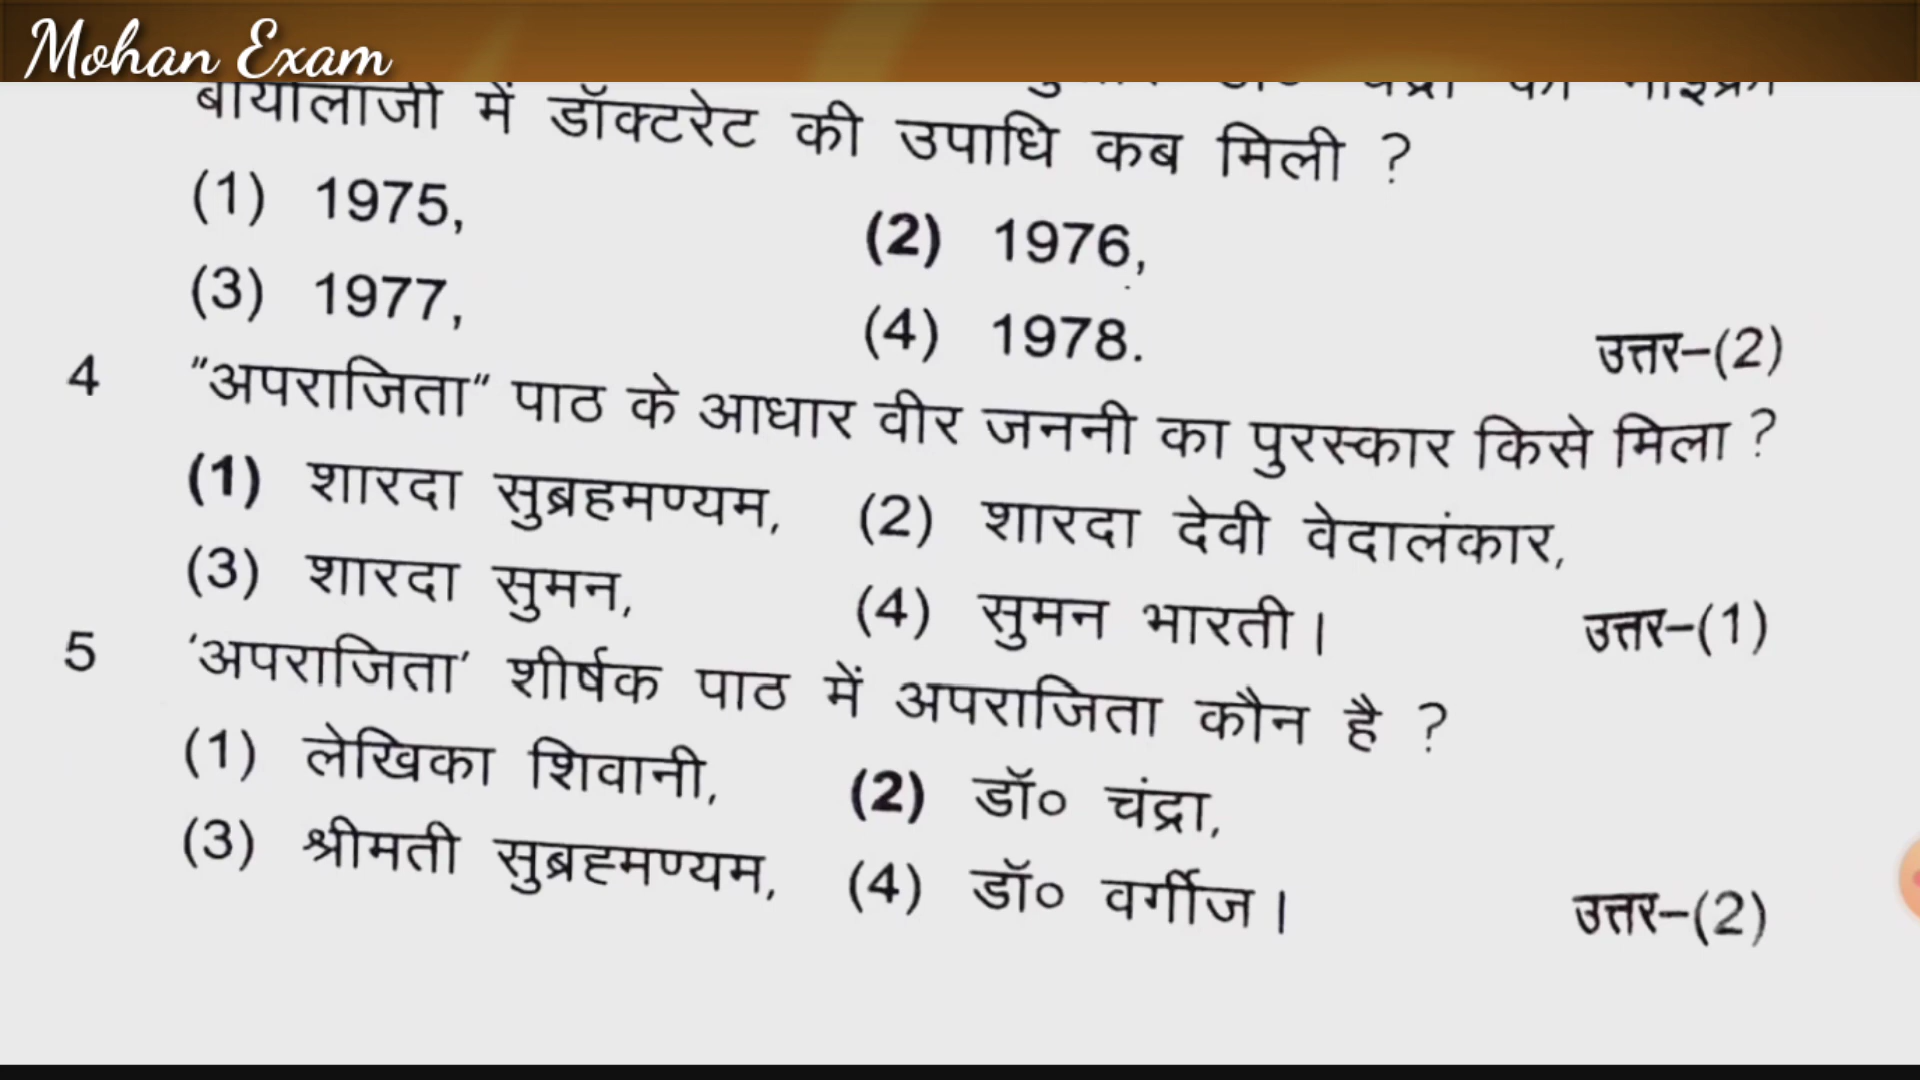 Mohan Exam
बायोलाजी में डॉक्टरेट की उपाधि कब मिली ?
(1) 1975, (2) 1976,
(3) 1977, (4) 1978. उत्तर–(2)
4 "अपराजिता" पाठ के आधार वीर जननी का पुरस्कार किसे मिला ?
(1) शारदा सुब्रहमण्यम, (2) शारदा देवी वेदालंकार,
(3) शारदा सुमन, (4) सुमन भारती। उत्तर–(1)
5 'अपराजिता' शीर्षक पाठ में अपराजिता कौन है ?
(1) लेखिका शिवानी, (2) डॉ० चंद्रा,
(3) श्रीमती सुब्रह्मण्यम, (4) डॉ० वर्गीज। उत्तर–(2)